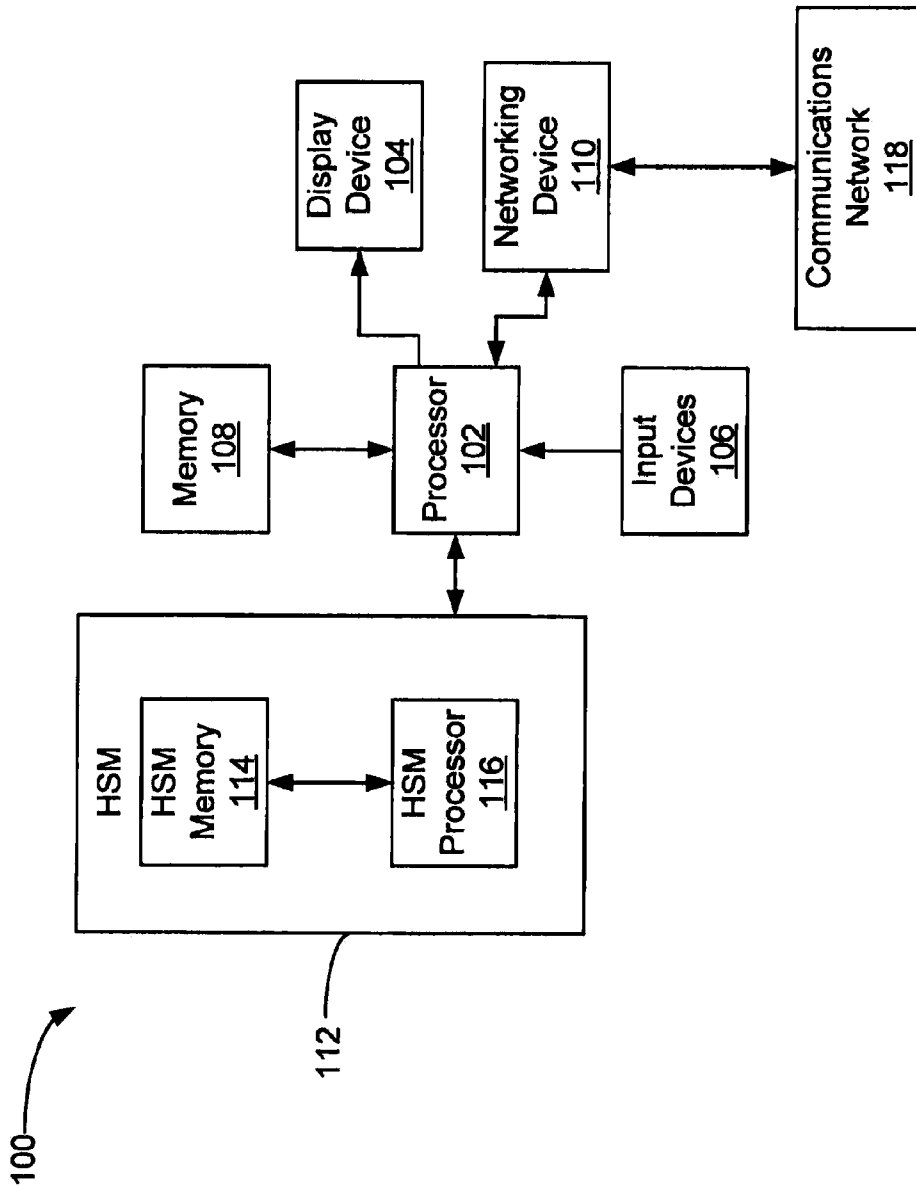 100
112
HSM
HSM
Memory
114
HSM
Processor
116
Memory
108
Processor
102
Input
Devices
106
Display
Device
104
Networking
Device
110
Communications
Network
118